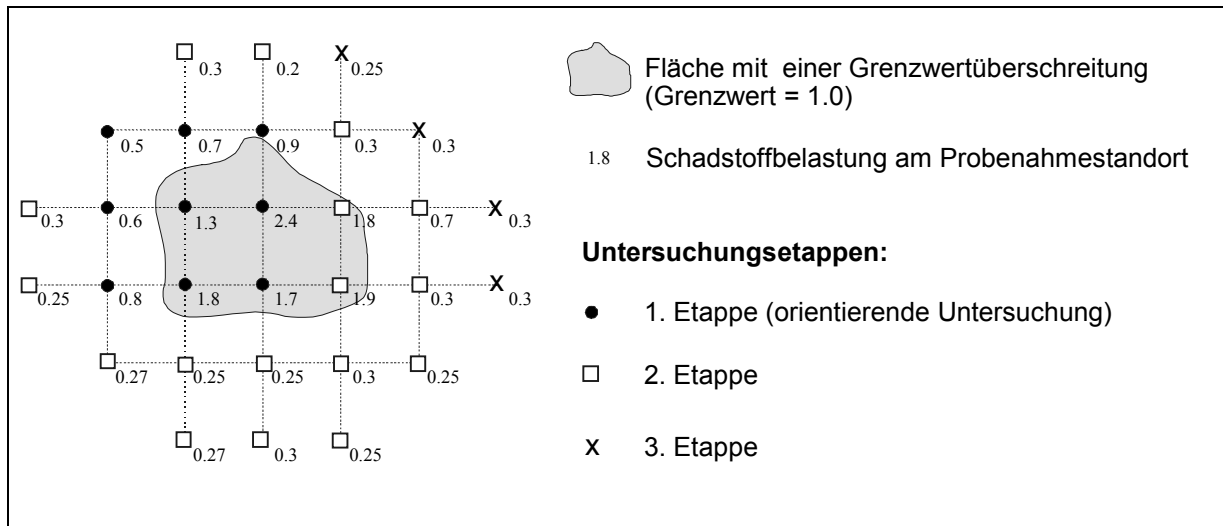 0.3 0.2 0.25
0.5 0.7 0.9 0.3 0.3
0.3 0.6 1.3 2.4 1.8 0.7 0.3
0.25 0.8 1.8 1.7 1.9 0.3 0.3
0.27 0.25 0.25 0.3 0.25
0.27 0.3 0.25
Fläche mit einer Grenzwertüberschreitung
(Grenzwert = 1.0)
1.8 Schadstoffbelastung am Probenahmestandort
Untersuchungsetappen:
1. Etappe (orientierende Untersuchung)
2. Etappe
x 3. Etappe